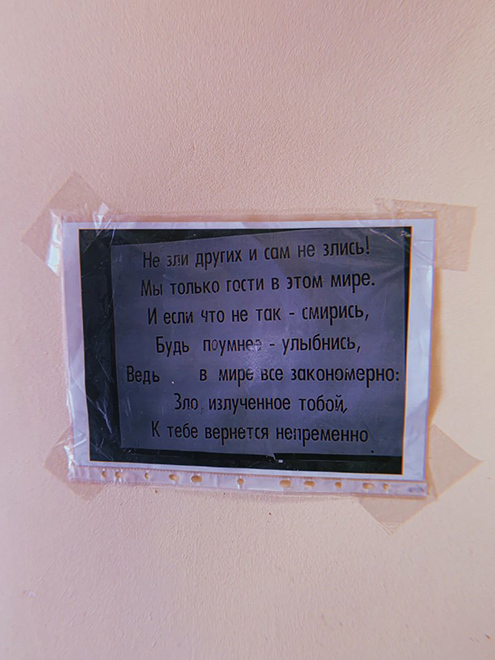 Не зли других и сам не злись!
Мы только гости в этом мире.
И если что не так - смирись,
Будь поумнее - улыбнись,
Ведь в мире все закономерно:
Зло, излученное тобой,
К тебе вернется непременно